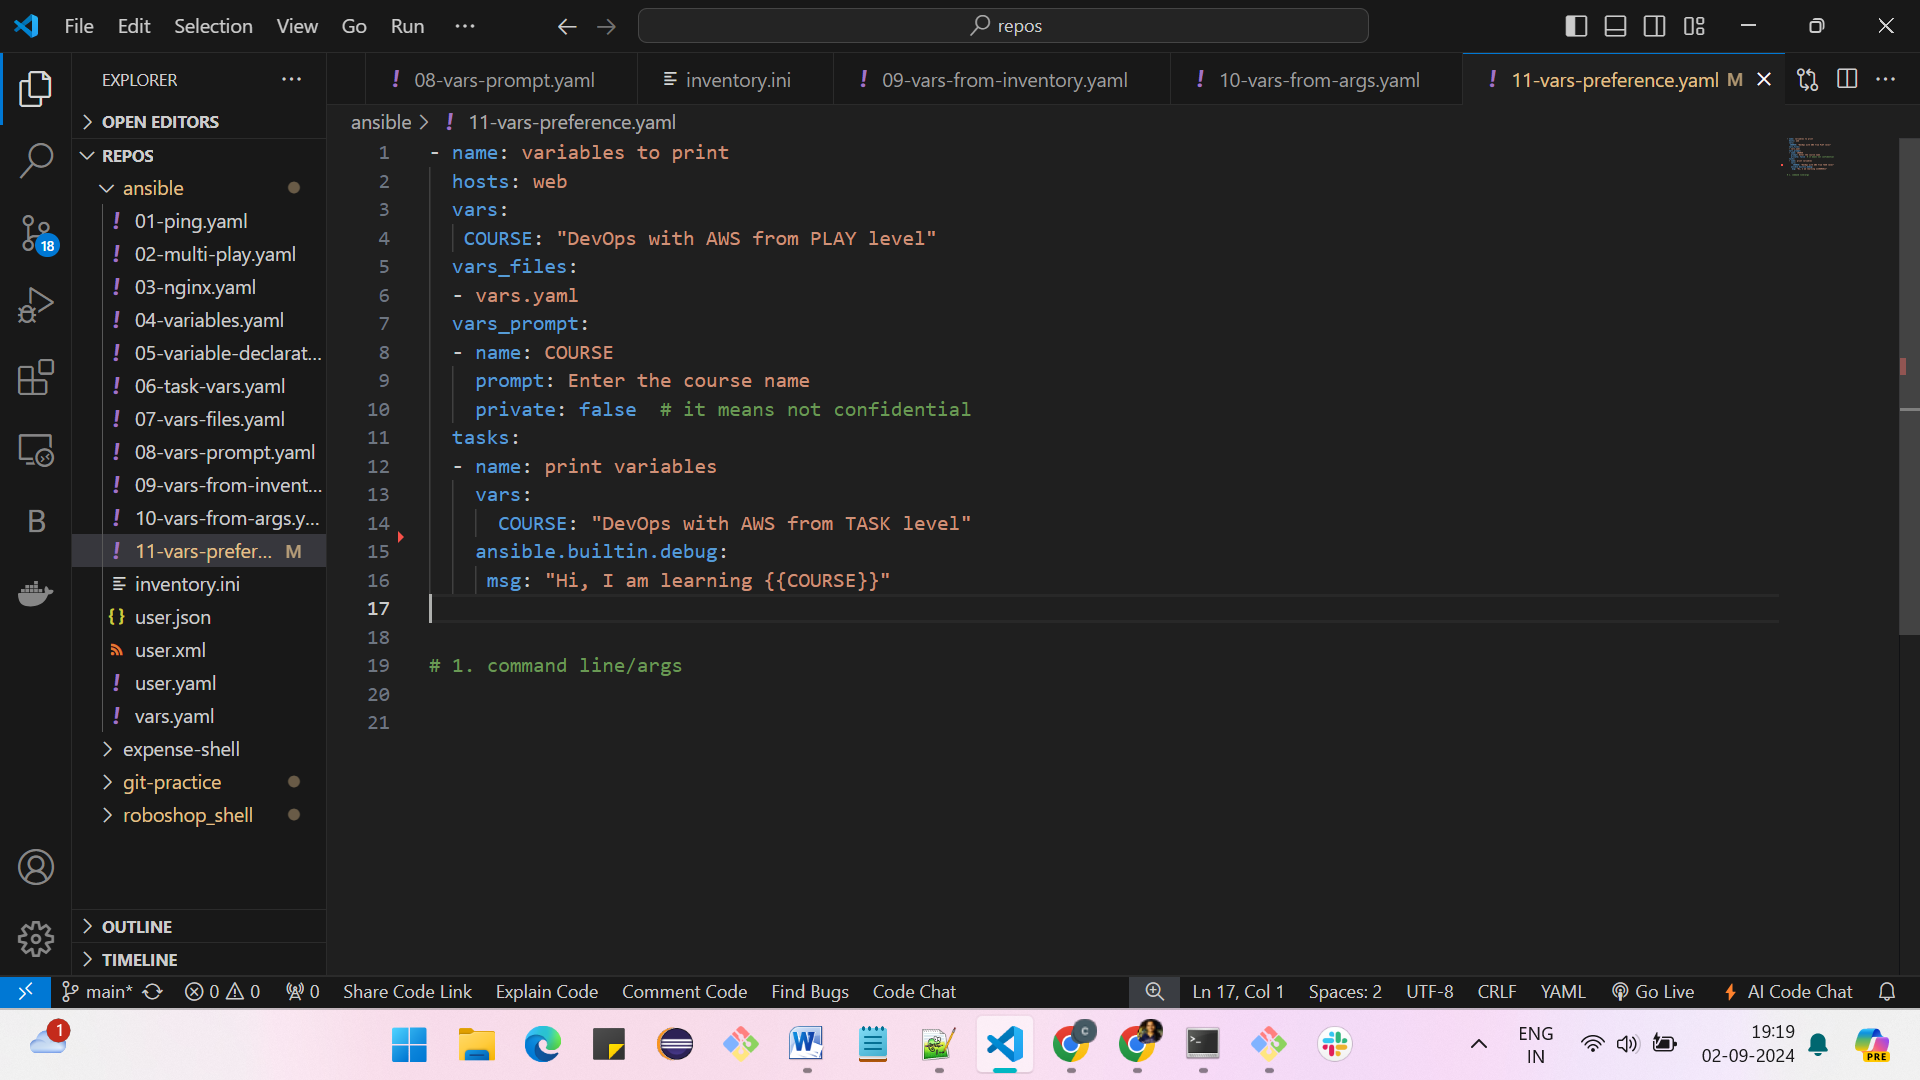 File Edit Selection View Go Run ··· repos
EXPLORER ···
OPEN EDITORS
REPOS
ansible
01-ping.yaml
02-multi-play.yaml
03-nginx.yaml
04-variables.yaml
05-variable-declarat...
06-task-vars.yaml
07-vars-files.yaml
08-vars-prompt.yaml
09-vars-from-invent...
10-vars-from-args.y...
11-vars-prefer... M
inventory.ini
user.json
user.xml
user.yaml
vars.yaml
expense-shell
git-practice
roboshop_shell
OUTLINE
TIMELINE
18
B
! 08-vars-prompt.yaml inventory.ini ! 09-vars-from-inventory.yaml ! 10-vars-from-args.yaml ! 11-vars-preference.yaml M
ansible > ! 11-vars-preference.yaml
1 - name: variables to print
2 hosts: web
3 vars:
4 COURSE: "DevOps with AWS from PLAY level"
5 vars_files:
6 - vars.yaml
7 vars_prompt:
8 - name: COURSE
9 prompt: Enter the course name
10 private: false # it means not confidential
11 tasks:
12 - name: print variables
13 vars:
14 COURSE: "DevOps with AWS from TASK level"
15 ansible.builtin.debug:
16 msg: "Hi, I am learning {{COURSE}}"
17
18
19 # 1. command line/args
20
21
main* 0 0 0 Share Code Link Explain Code Comment Code Find Bugs Code Chat Ln 17, Col 1 Spaces: 2 UTF-8 CRLF YAML Go Live AI Code Chat
1
W
c
ENG
IN
19:19
02-09-2024
PRE